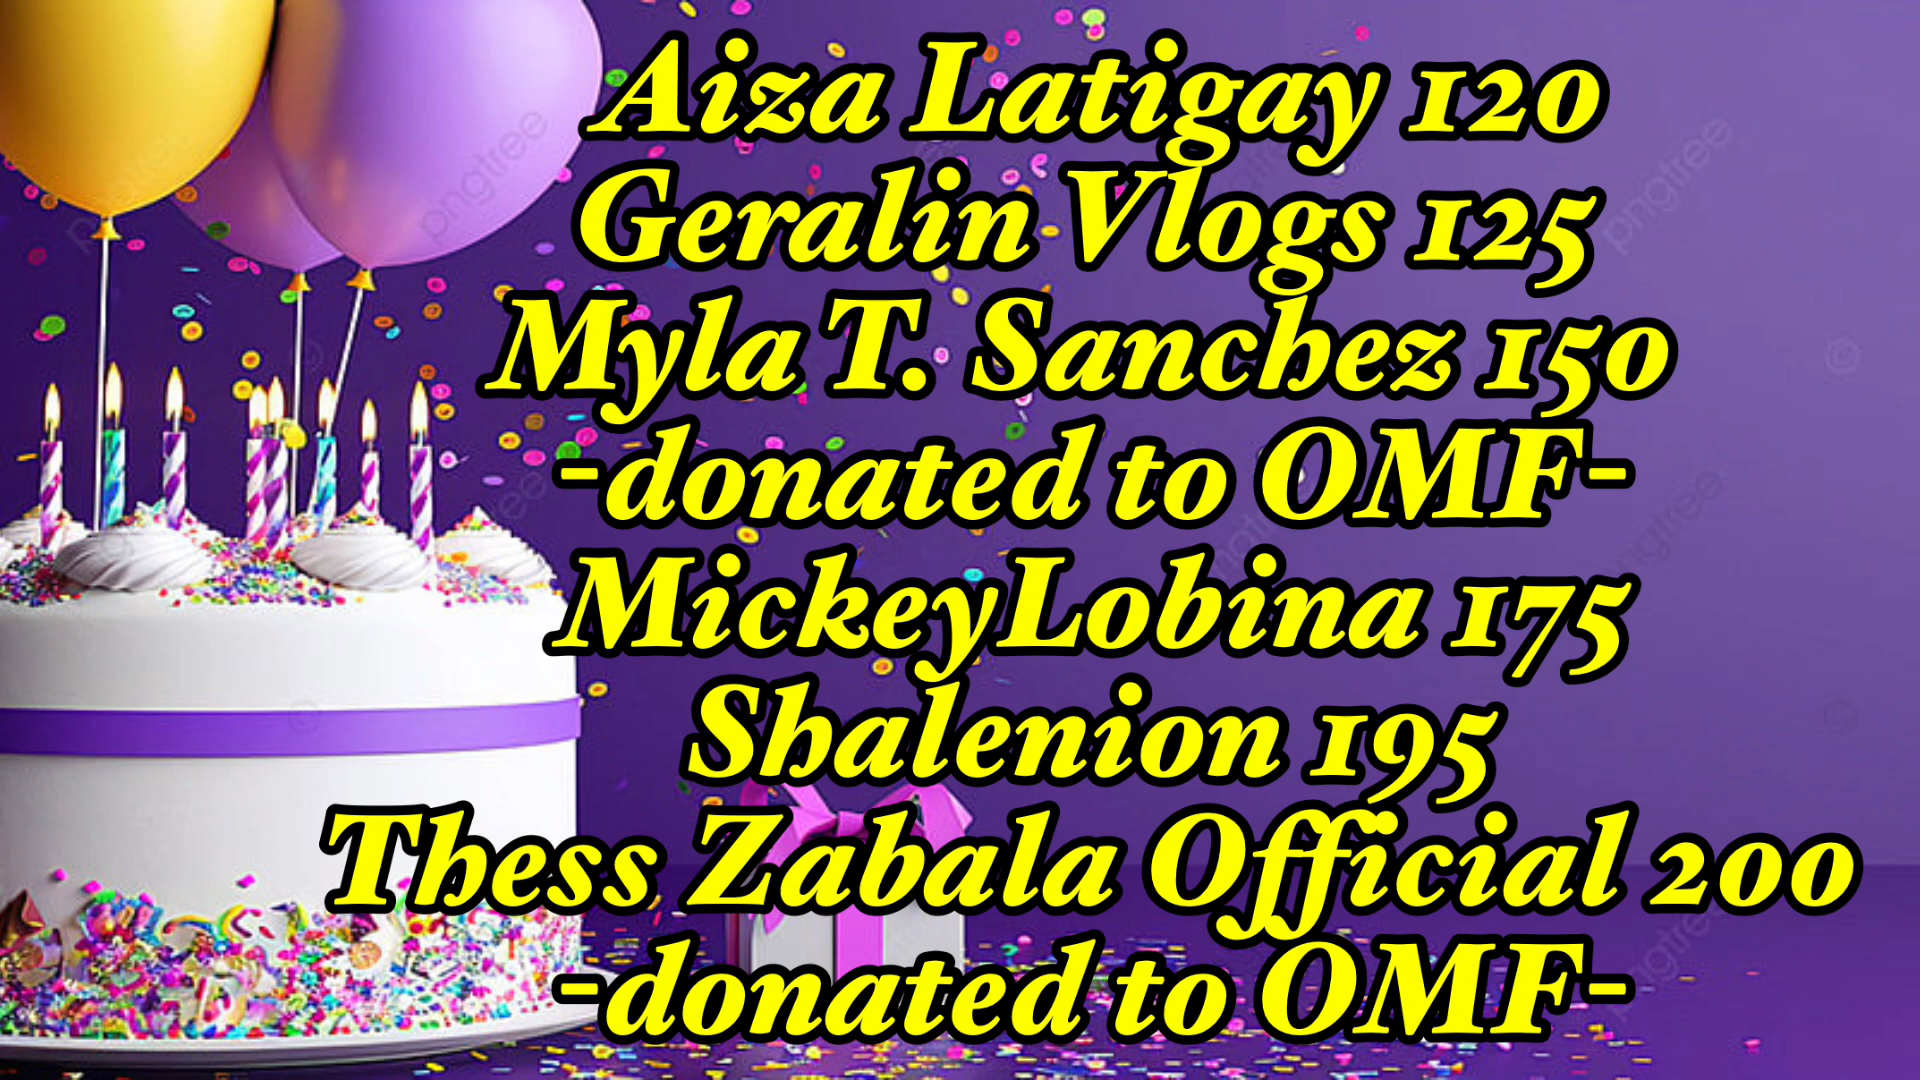 Aiza Latigay 120
Geralin Vlogs 125
Myla T. Sanchez 150
-donated to OMF-
MickeyLobina 175
Shalenion 195
Thess Zabala Official 200
-donated to OMF-
pngtree